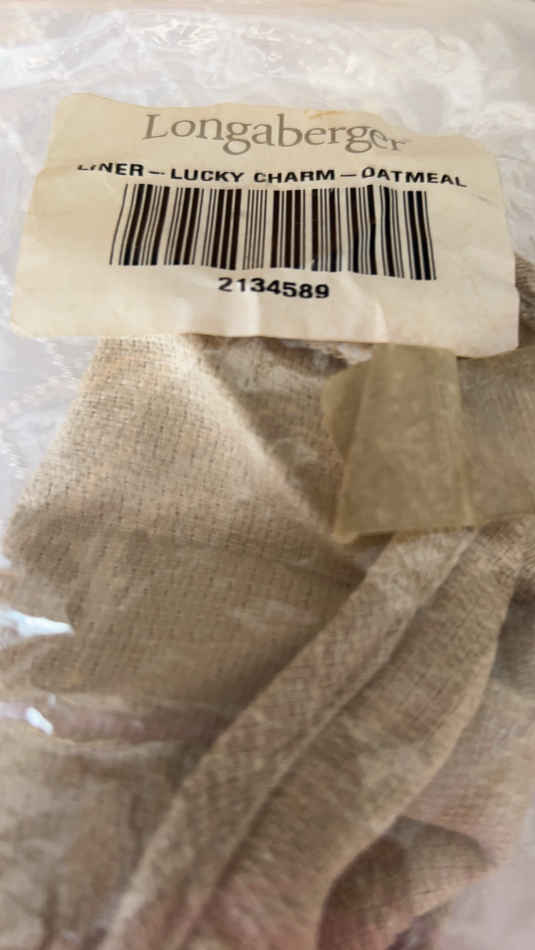 Longaberger
LINER - LUCKY CHARM - OATMEAL
2134589